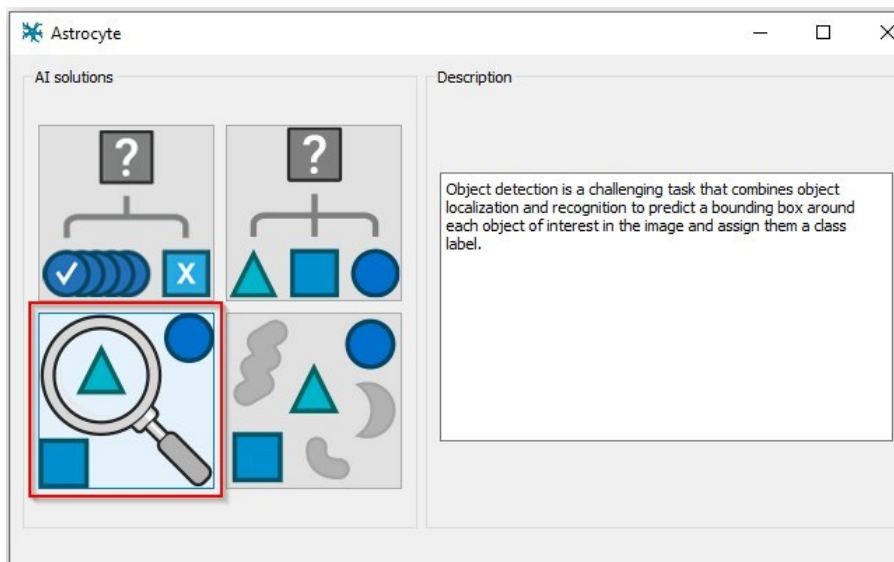 Astrocyte
AI solutions
Description
?
?
X
Object detection is a challenging task that combines object
localization and recognition to predict a bounding box around
each object of interest in the image and assign them a class
label.